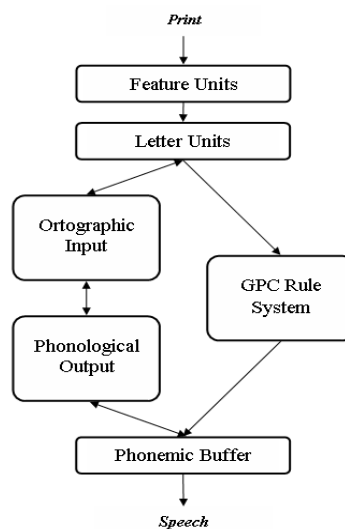 Print
Feature Units
Letter Units
Ortographic
Input
GPC Rule
System
Phonological
Output
Phonemic Buffer
Speech